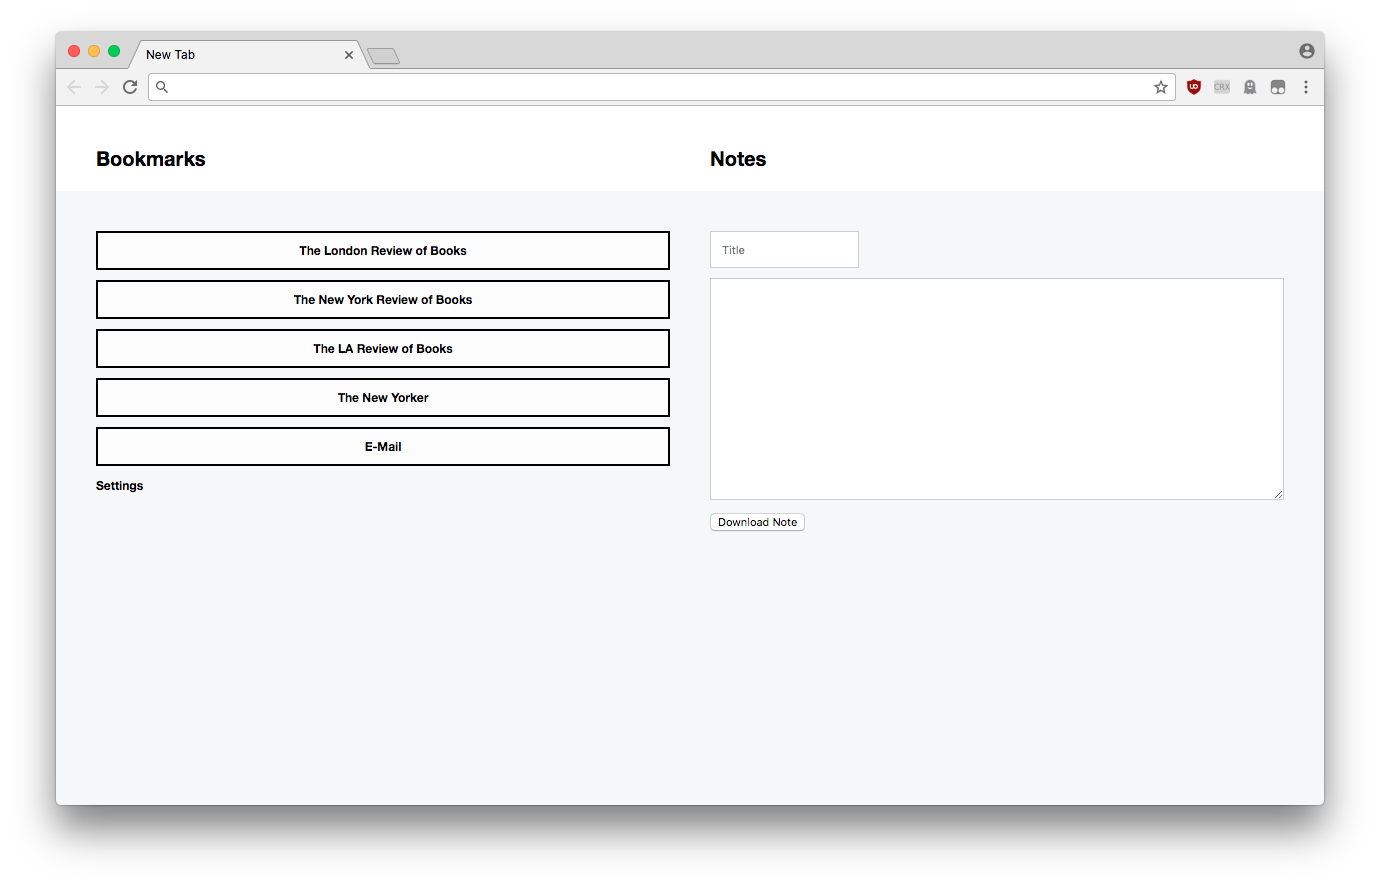 New Tab
CRX
Bookmarks
Notes
The London Review of Books
The New York Review of Books
The LA Review of Books
The New Yorker
E-Mail
Settings
Title
Download Note